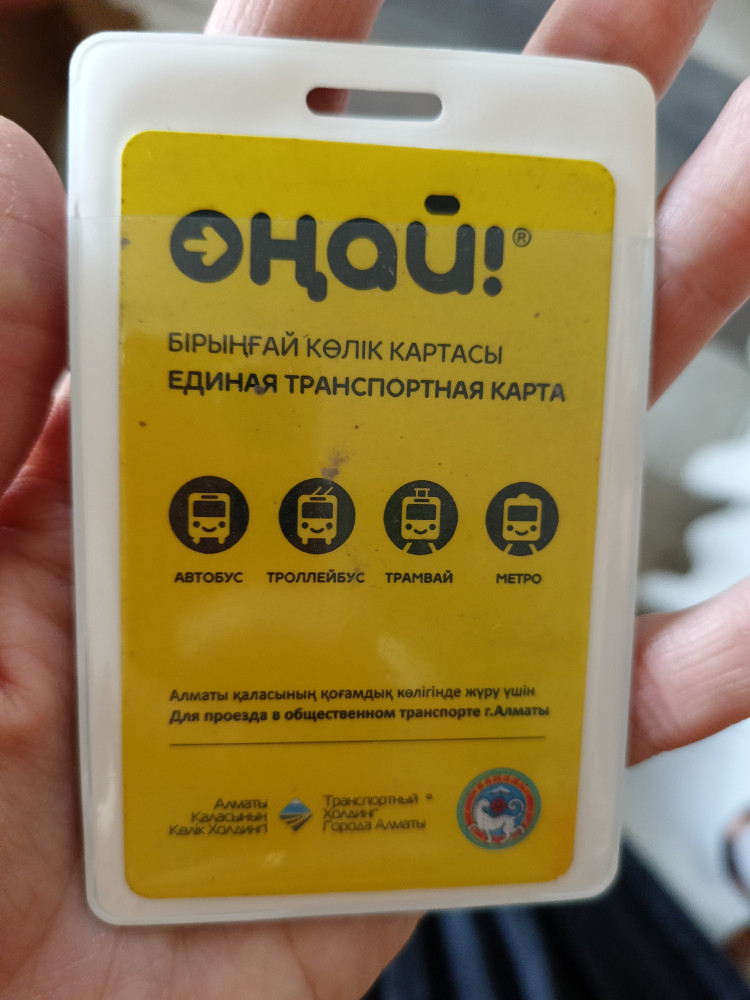 оңай!®
БІРЫҢҒАЙ КӨЛІК КАРТАСЫ
ЕДИНАЯ ТРАНСПОРТНАЯ КАРТА
АВТОБУС ТРОЛЛЕЙБУС ТРАМВАЙ МЕТРО
Алматы қаласының қоғамдық көлігінде жүру үшін
Для проезда в общественном транспорте г.Алматы
Алматы
Қаласының
Көлік Холдингі
Транспортный
Холдинг
Города Алматы